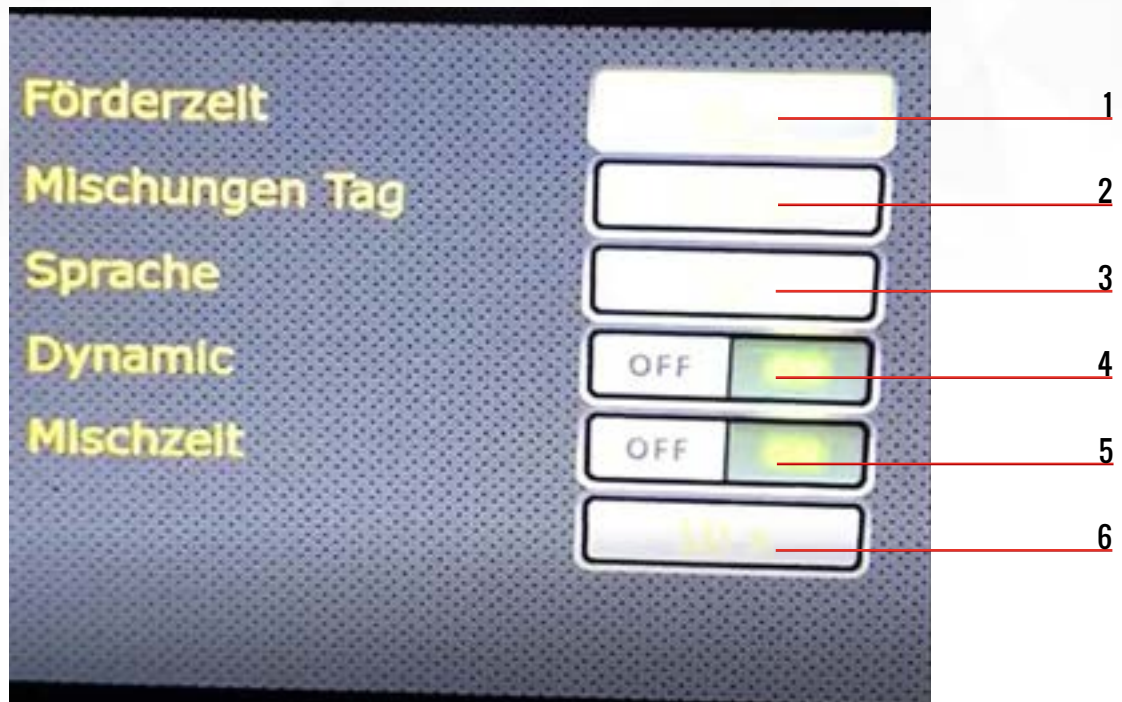 Förderzeit 1
Mischungen Tag 2
Sprache 3
Dynamic OFF 4
Mischzeit OFF 5
6